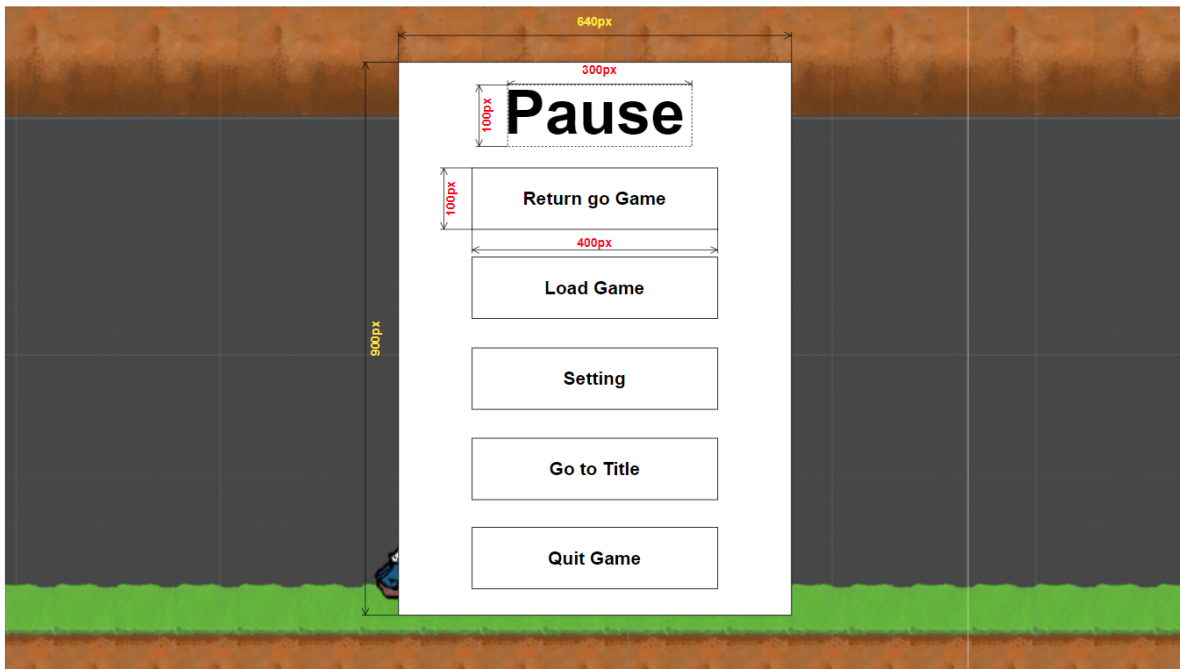 640px
300px
100px
Pause
100px
Return go Game
400px
Load Game
900px
Setting
Go to Title
Quit Game